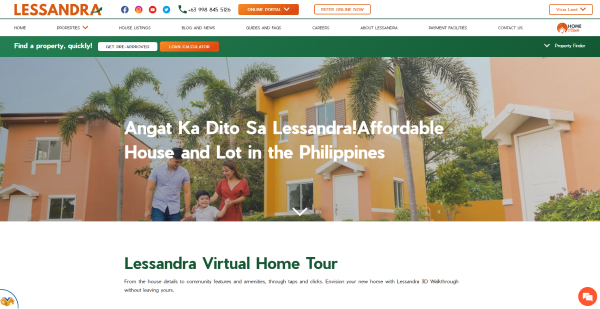 LESSANDRA
+63 998 845 5126
ONLINE PORTAL
REFER ONLINE NOW
HOME
PROPERTIES
HOUSE LISTINGS
BLOG AND NEWS
GUIDES AND FAQS
CAREERS
ABOUT LESSANDRA
PAYMENT FACILITIES
CONTACT US
HOME
Find a property, quickly!
GET PRE-APPROVED
LOAN CALCULATOR
Property Finder
Angat Ka Dito Sa Lessandra!Affordable
House and Lot in the Philippines
Lessandra Virtual Home Tour
From the house details to community features and amenities, through taps and clicks. Envision your new home with Lessandra 3D Walkthrough
without leaving yours.